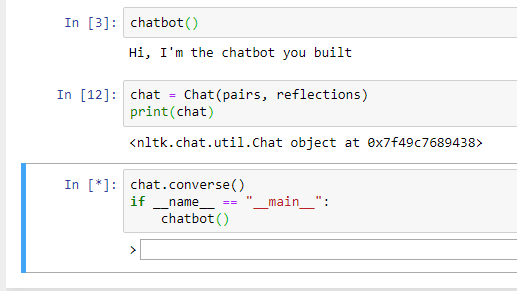 In [3]: chatbot()
Hi, I'm the chatbot you built
In [12]: chat = Chat(pairs, reflections)
print(chat)
<nltk.chat.util.Chat object at 0x7f49c7689438>
In [*]: chat.converse()
if __name__ == "__main__":
    chatbot()
>